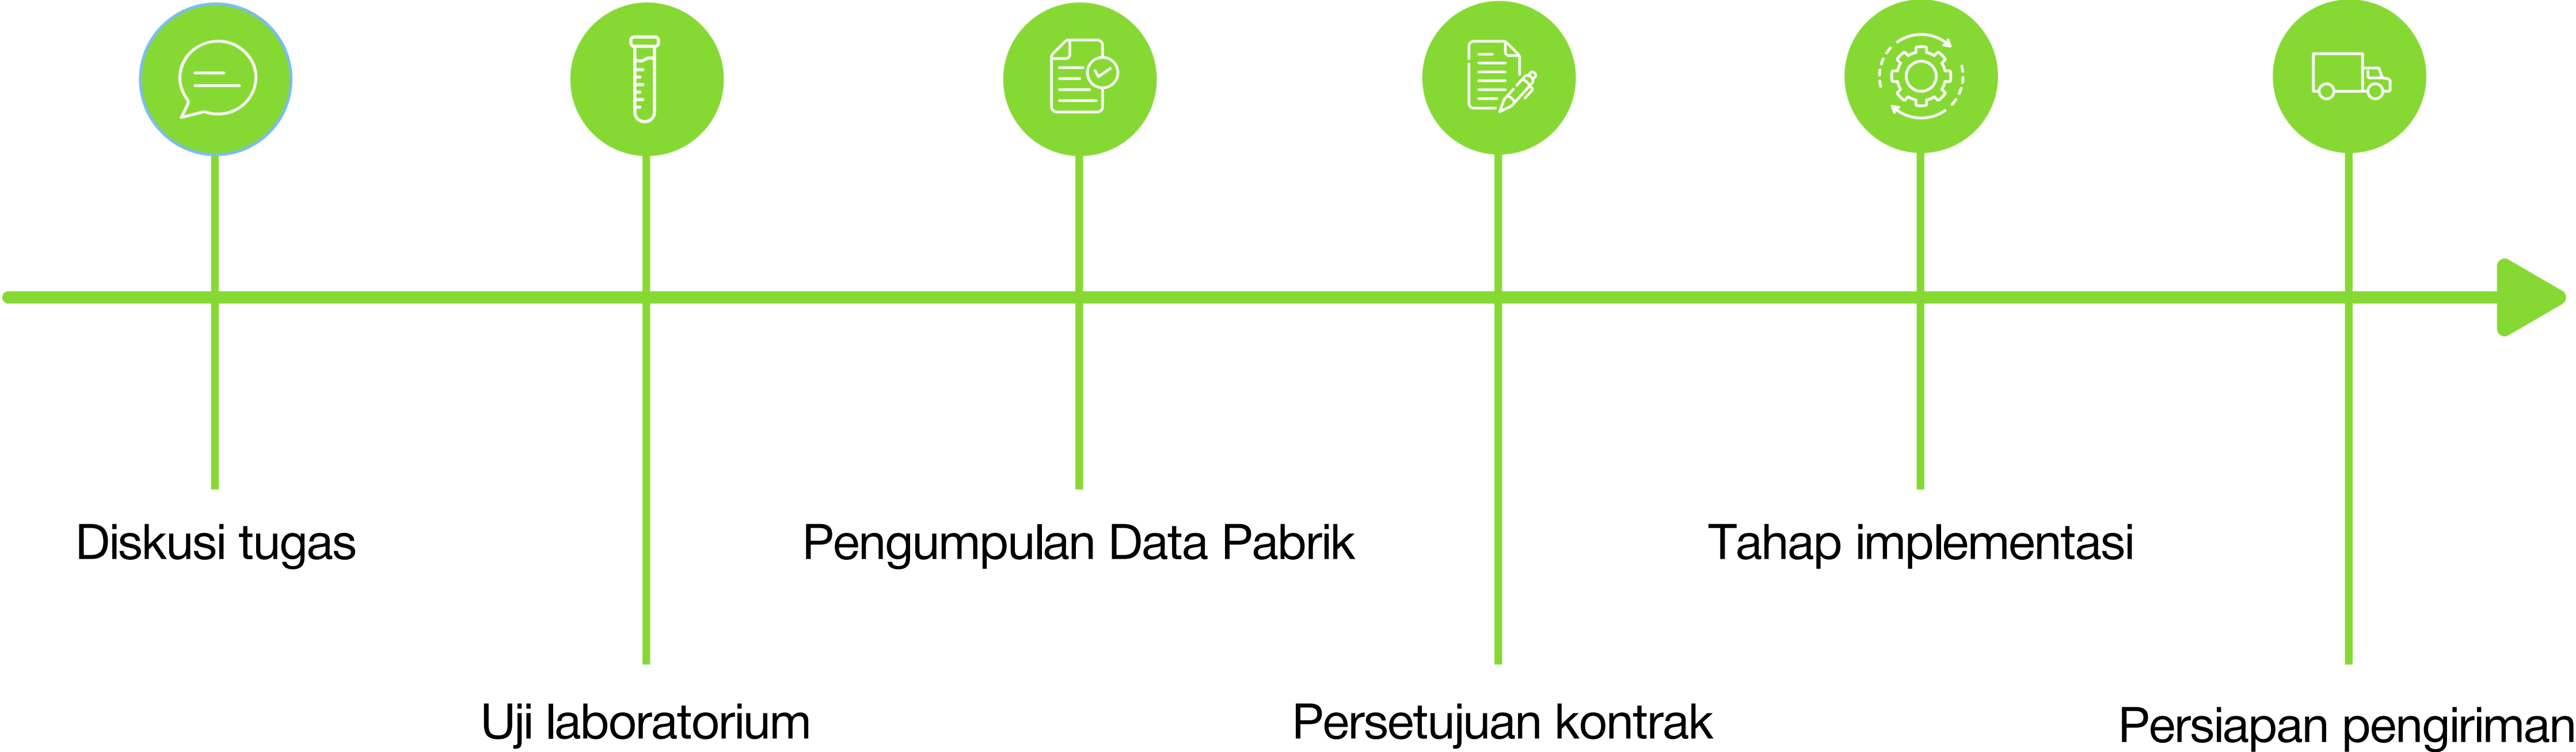 Diskusi tugas
Uji laboratorium
Pengumpulan Data Pabrik
Persetujuan kontrak
Tahap implementasi
Persiapan pengiriman